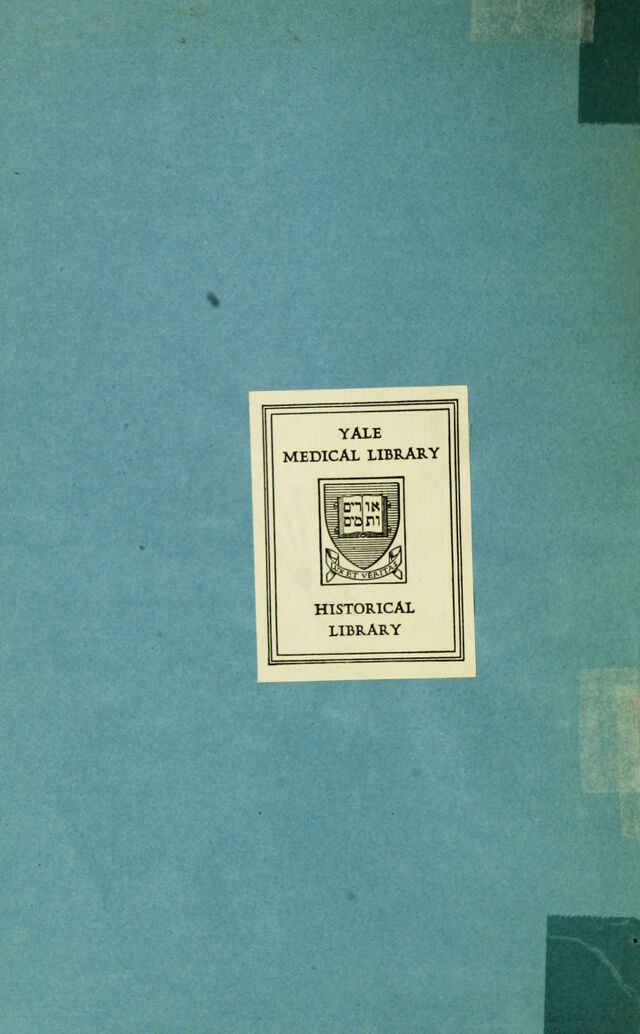 YALE
MEDICAL LIBRARY
אורים
ותמים
LUX ET VERITAS
HISTORICAL
LIBRARY